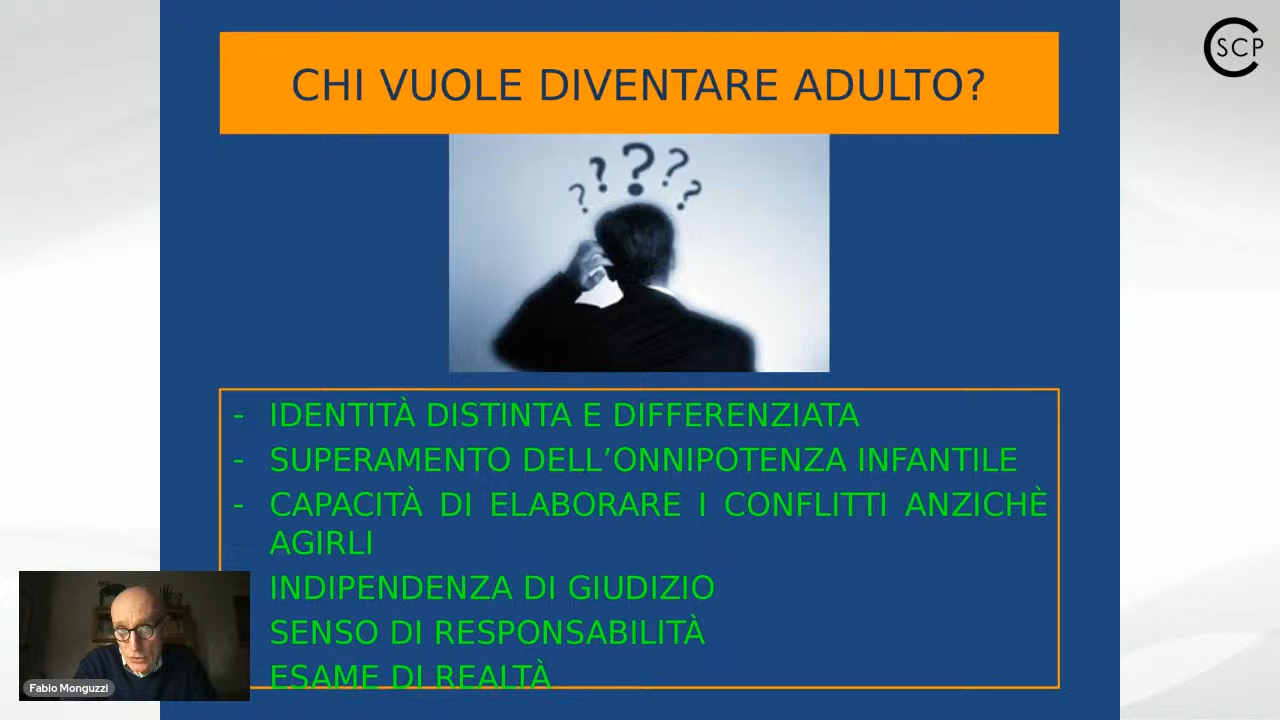 SCP
CHI VUOLE DIVENTARE ADULTO?
? ? ? ? ?
- IDENTITÀ DISTINTA E DIFFERENZIATA
- SUPERAMENTO DELL’ONNIPOTENZA INFANTILE
- CAPACITÀ DI ELABORARE I CONFLITTI ANZICHÈ
AGIRLI
INDIPENDENZA DI GIUDIZIO
SENSO DI RESPONSABILITÀ
ESAME DI REALTÀ
Fabio Monguzzi